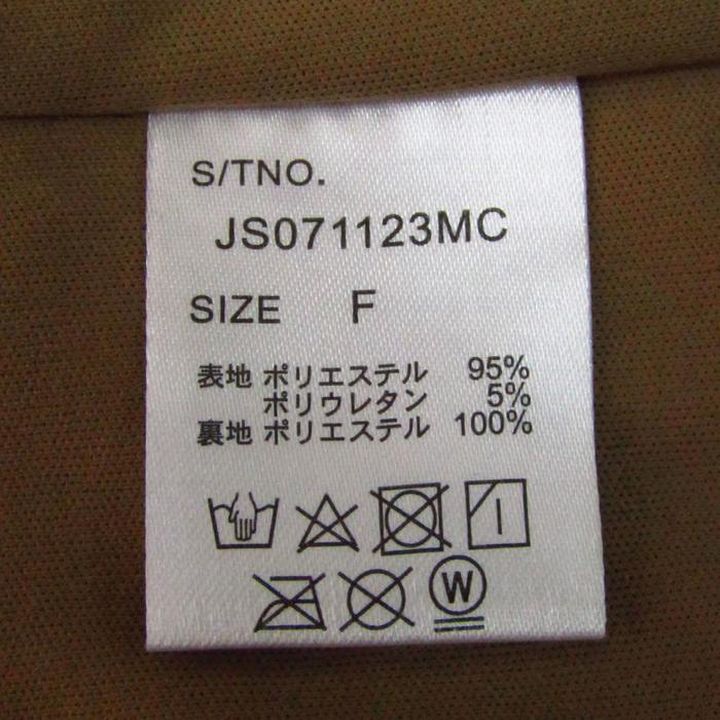 S/TNO.
JS071123MC
SIZE F
表地 ポリエステル 95%
ポリウレタン 5%
裏地 ポリエステル 100%
W